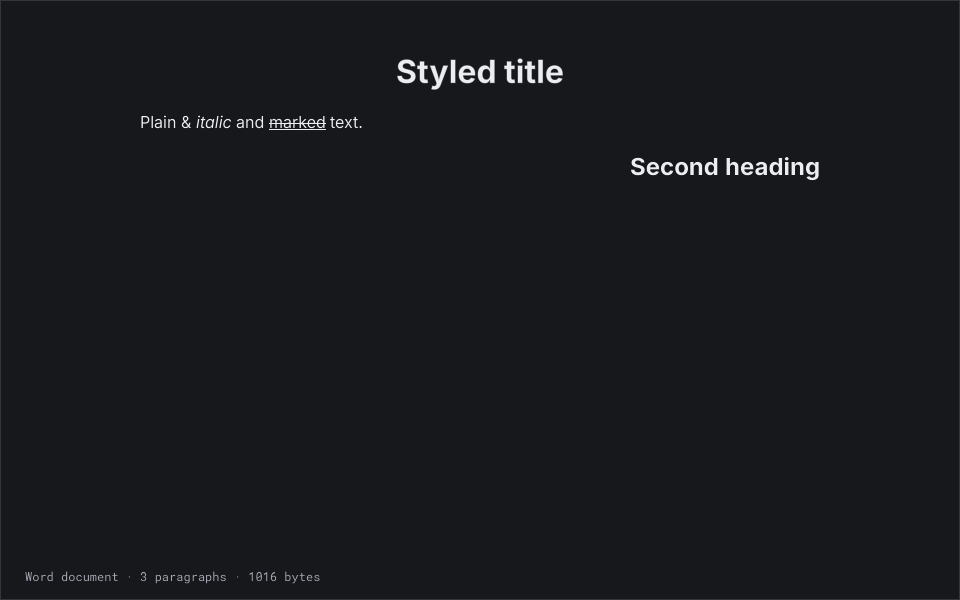 Styled title
Plain & italic and marked text.
Second heading
Word document · 3 paragraphs · 1016 bytes